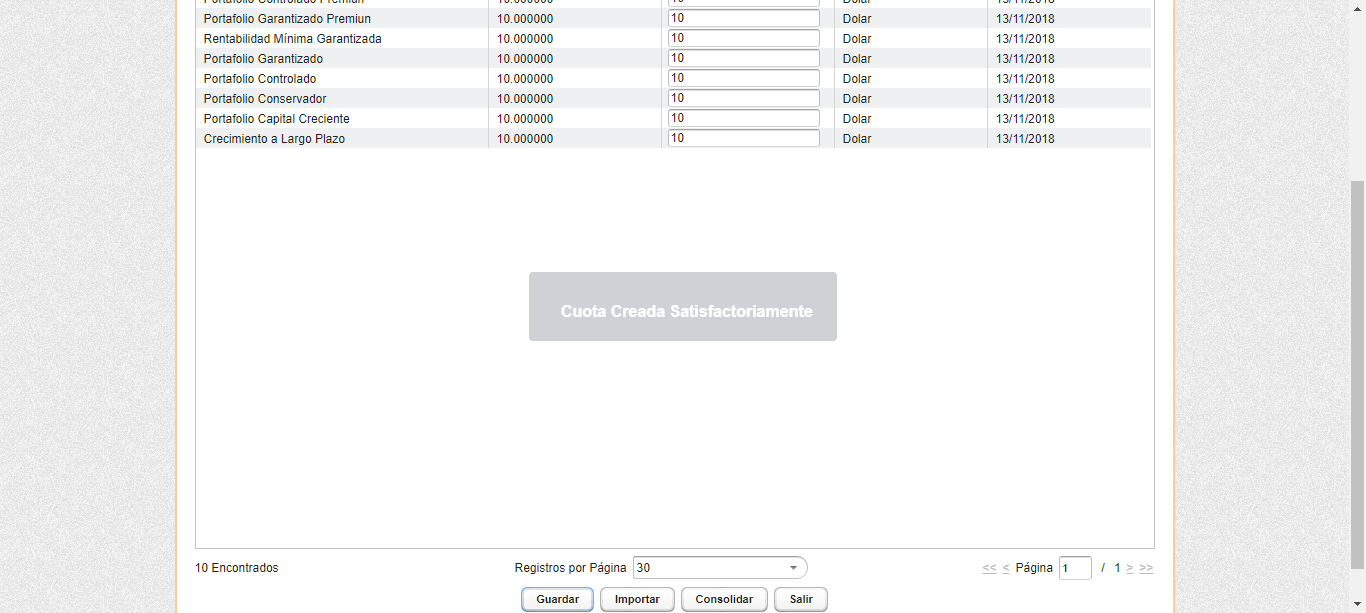 Portafolio Controlado Premiun 10.000000 10 Dolar 13/11/2018
Portafolio Garantizado Premiun 10.000000 10 Dolar 13/11/2018
Rentabilidad Mínima Garantizada 10.000000 10 Dolar 13/11/2018
Portafolio Garantizado 10.000000 10 Dolar 13/11/2018
Portafolio Controlado 10.000000 10 Dolar 13/11/2018
Portafolio Conservador 10.000000 10 Dolar 13/11/2018
Portafolio Capital Creciente 10.000000 10 Dolar 13/11/2018
Crecimiento a Largo Plazo 10.000000 10 Dolar 13/11/2018
Cuota Creada Satisfactoriamente
10 Encontrados Registros por Página 30 << < Página 1 / 1 > >>
Guardar Importar Consolidar Salir